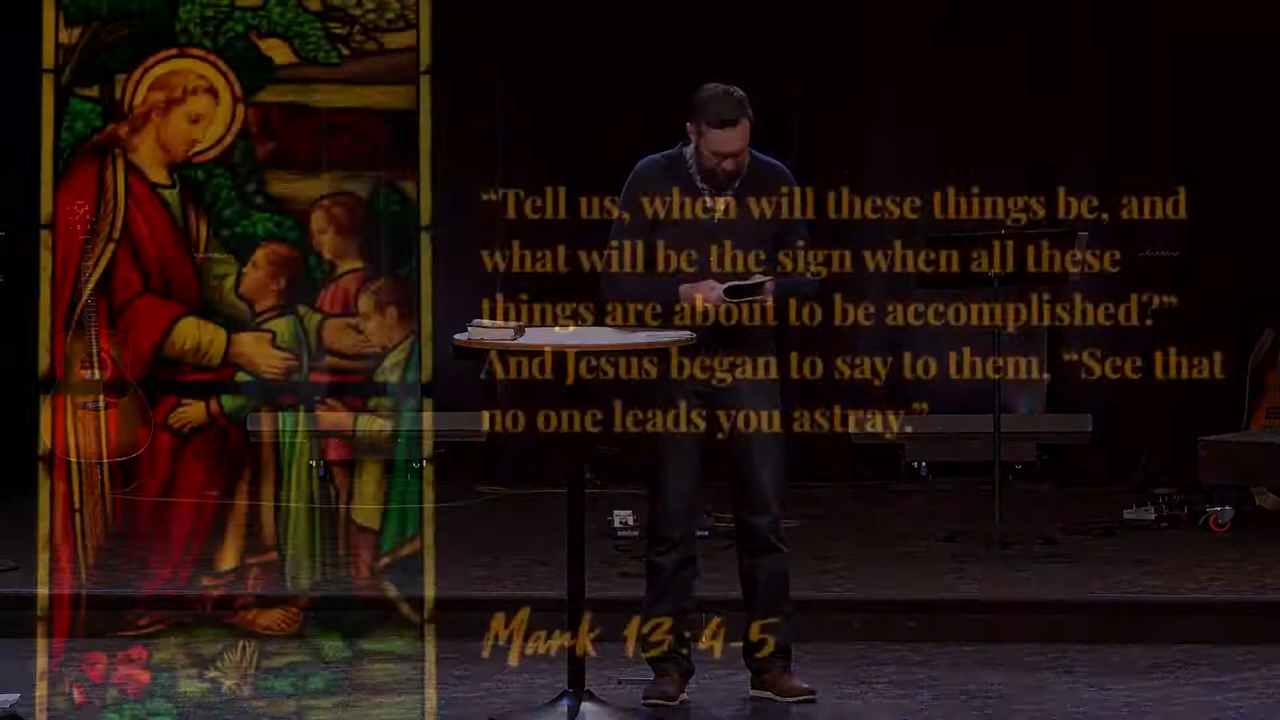 “Tell us, when will these things be, and
what will be the sign when all these
things are about to be accomplished?”
And Jesus began to say to them, “See that
no one leads you astray.”
Mark 13:4-5